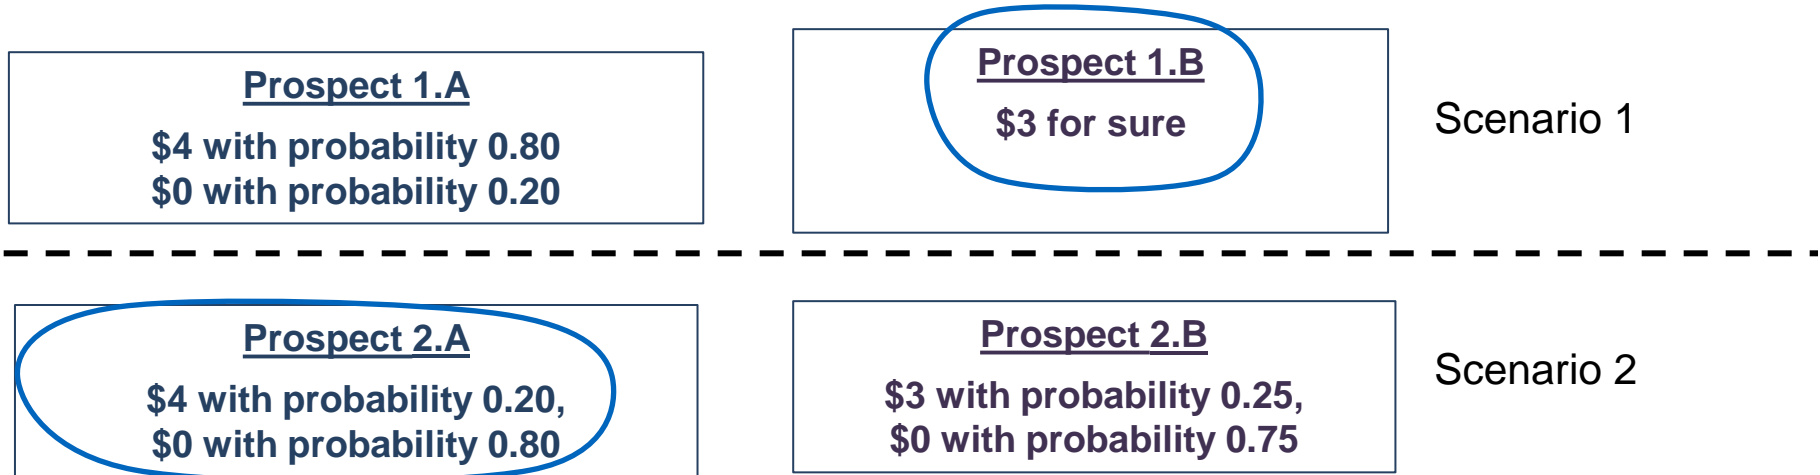 Prospect 1.A
$4 with probability 0.80
$0 with probability 0.20
Prospect 1.B
$3 for sure
Scenario 1
Prospect 2.A
$4 with probability 0.20,
$0 with probability 0.80
Prospect 2.B
$3 with probability 0.25,
$0 with probability 0.75
Scenario 2